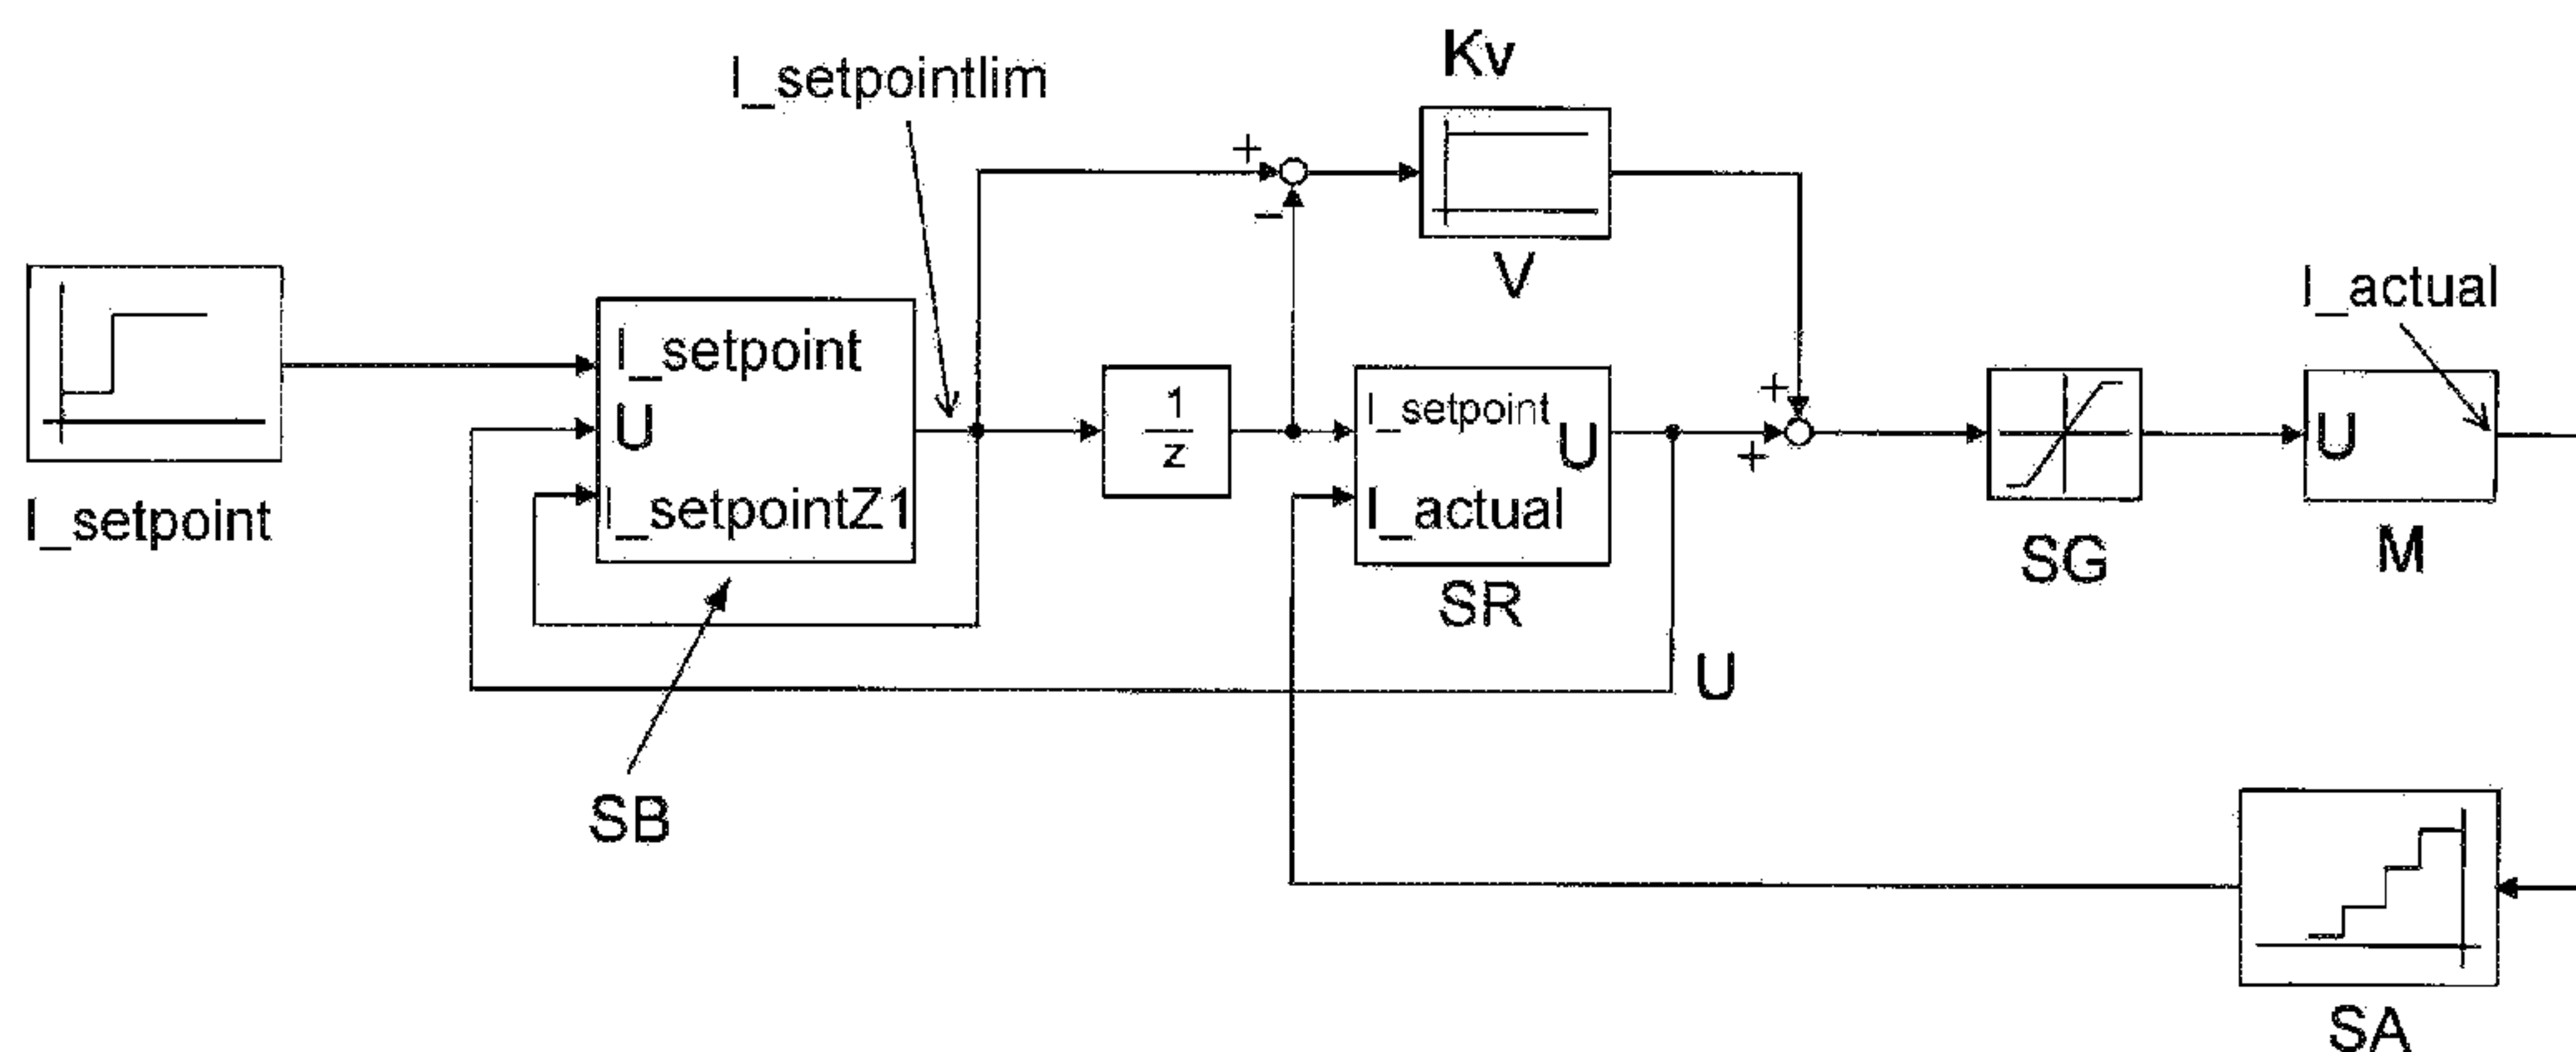 Kv
I_setpointlim
+
−
V
I_setpoint
I_setpoint
U
I_setpointZ1
SB
1
z
I_setpoint
U
I_actual
SR
U
+
+
SG
I_actual
U
M
SA